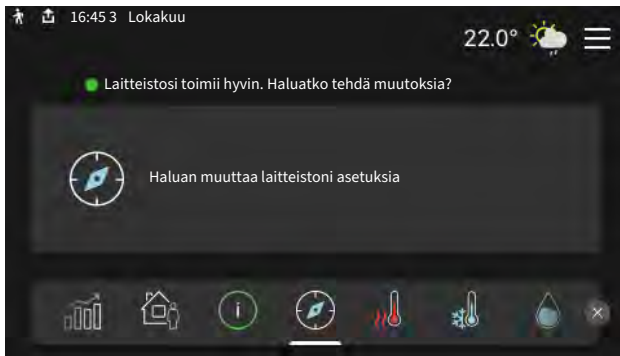 16:45 3 Lokakuu
22.0°
Laitteistosi toimii hyvin. Haluatko tehdä muutoksia?
Haluan muuttaa laitteistoni asetuksia